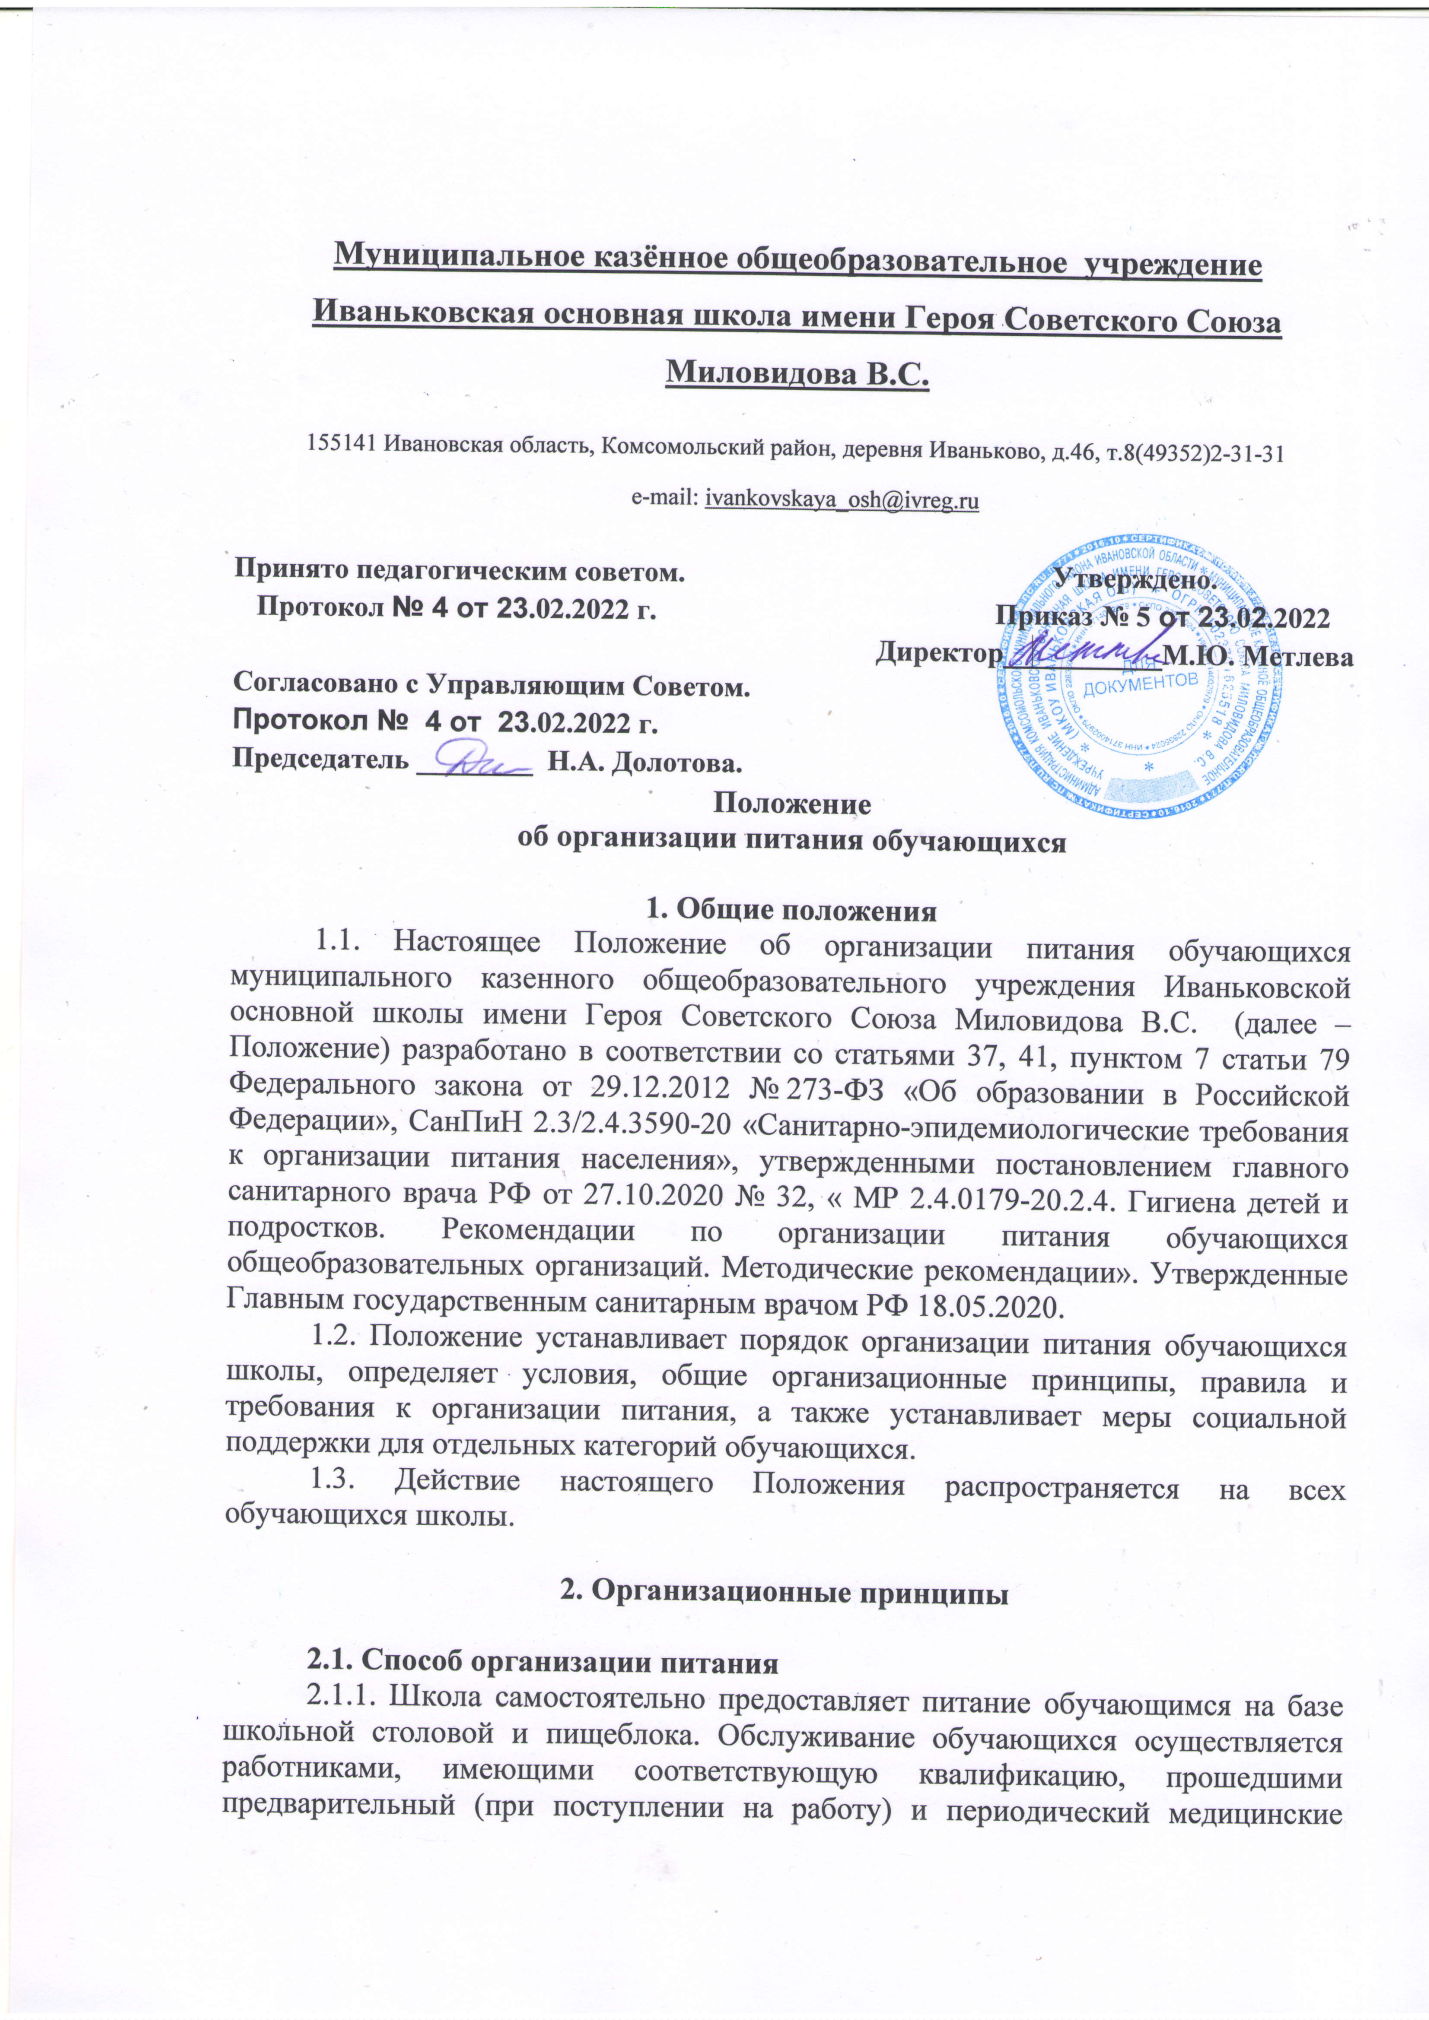 Муниципальное казённое общеобразовательное учреждение
Иваньковская основная школа имени Героя Советского Союза
Миловидова В.С.
155141 Ивановская область, Комсомольский район, деревня Иваньково, д.46, т.8(49352)2-31-31
e-mail: ivankovskaya_osh@ivreg.ru
Принято педагогическим советом.
Протокол № 4 от 23.02.2022 г.
Утверждено.
Приказ № 5 от 23.02.2022
Директор___________М.Ю. Метлева
ДЛЯ
ДОКУМЕНТОВ
Согласовано с Управляющим Советом.
Протокол № 4 от 23.02.2022 г.
Председатель ________ Н.А. Долотова.
Положение
об организации питания обучающихся
1. Общие положения
1.1. Настоящее Положение об организации питания обучающихся
муниципального казенного общеобразовательного учреждения Иваньковской
основной школы имени Героя Советского Союза Миловидова В.С. (далее –
Положение) разработано в соответствии со статьями 37, 41, пунктом 7 статьи 79
Федерального закона от 29.12.2012 № 273-ФЗ «Об образовании в Российской
Федерации», СанПиН 2.3/2.4.3590-20 «Санитарно-эпидемиологические требования
к организации питания населения», утвержденными постановлением главного
санитарного врача РФ от 27.10.2020 № 32, « МР 2.4.0179-20.2.4. Гигиена детей и
подростков. Рекомендации по организации питания обучающихся
общеобразовательных организаций. Методические рекомендации». Утвержденные
Главным государственным санитарным врачом РФ 18.05.2020.
1.2. Положение устанавливает порядок организации питания обучающихся
школы, определяет условия, общие организационные принципы, правила и
требования к организации питания, а также устанавливает меры социальной
поддержки для отдельных категорий обучающихся.
1.3. Действие настоящего Положения распространяется на всех
обучающихся школы.
2. Организационные принципы
2.1. Способ организации питания
2.1.1. Школа самостоятельно предоставляет питание обучающимся на базе
школьной столовой и пищеблока. Обслуживание обучающихся осуществляется
работниками, имеющими соответствующую квалификацию, прошедшими
предварительный (при поступлении на работу) и периодический медицинские